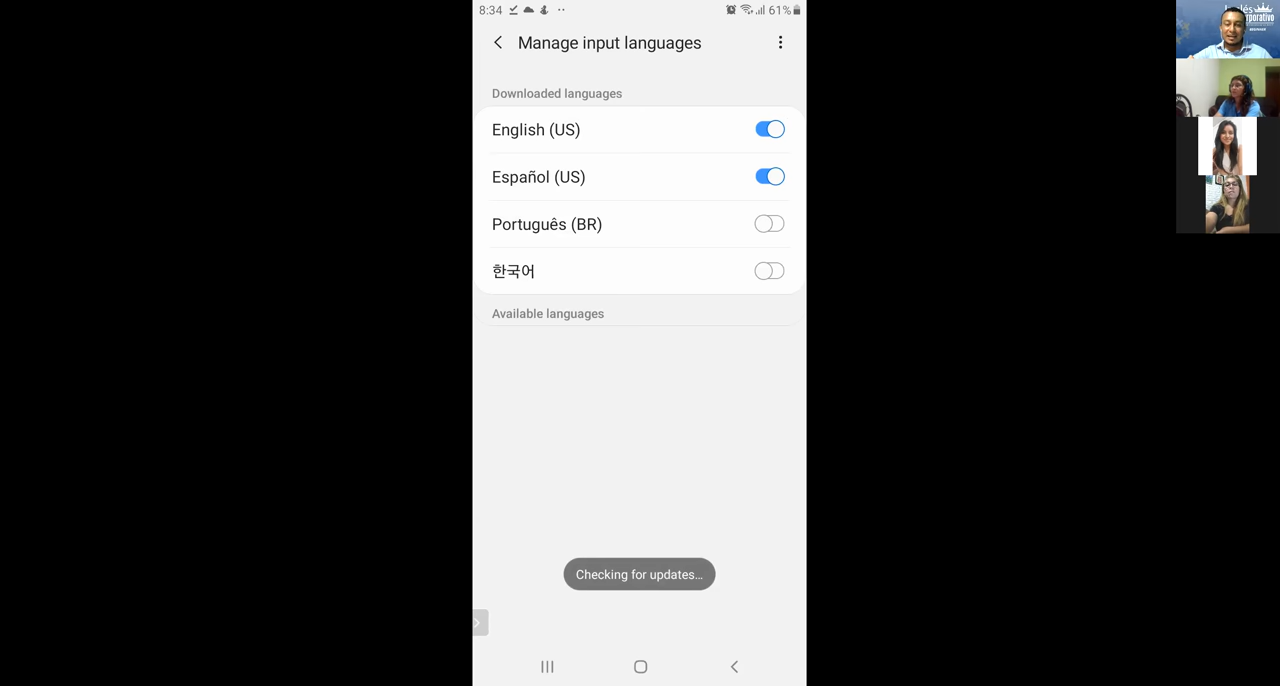 8:34
61%
Manage input languages
Downloaded languages
English (US)
Español (US)
Português (BR)
한국어
Available languages
Checking for updates...